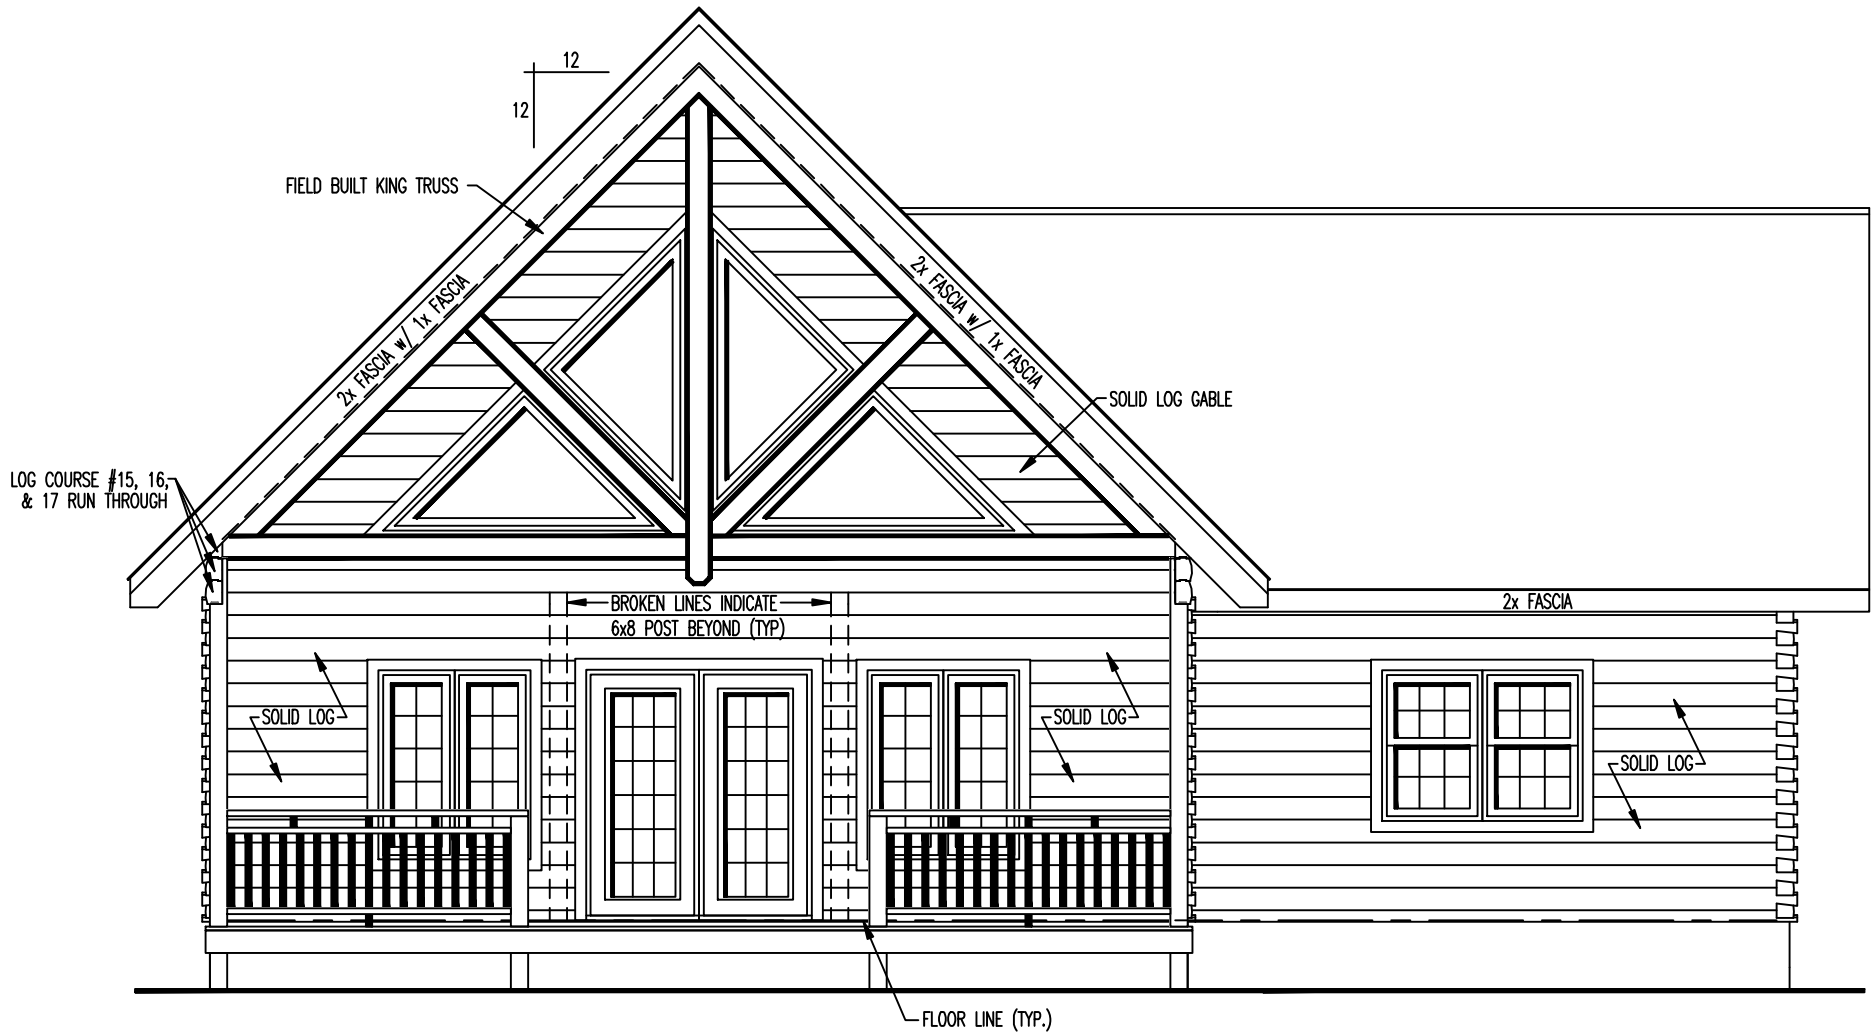 12
12
FIELD BUILT KING TRUSS
2x FASCIA w/ 1x FASCIA
2x FASCIA w/ 1x FASCIA
SOLID LOG GABLE
LOG COURSE #15, 16,
& 17 RUN THROUGH
BROKEN LINES INDICATE
6x8 POST BEYOND (TYP)
2x FASCIA
SOLID LOG
SOLID LOG
SOLID LOG
FLOOR LINE (TYP.)